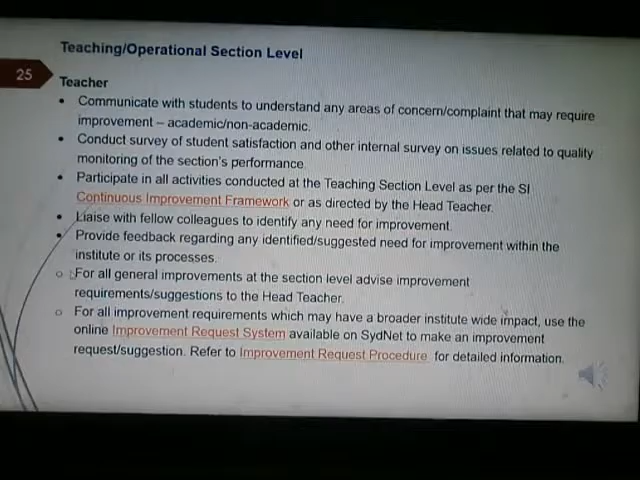 Teaching/Operational Section Level
25
Teacher
• Communicate with students to understand any areas of concern/complaint that may require
improvement – academic/non-academic.
• Conduct survey of student satisfaction and other internal survey on issues related to quality
monitoring of the section's performance.
• Participate in all activities conducted at the Teaching Section Level as per the SI
Continuous Improvement Framework or as directed by the Head Teacher.
• Liaise with fellow colleagues to identify any need for improvement.
• Provide feedback regarding any identified/suggested need for improvement within the
institute or its processes.
o For all general improvements at the section level advise improvement
requirements/suggestions to the Head Teacher.
o For all improvement requirements which may have a broader institute wide impact, use the
online Improvement Request System available on SydNet to make an improvement
request/suggestion. Refer to Improvement Request Procedure for detailed information.